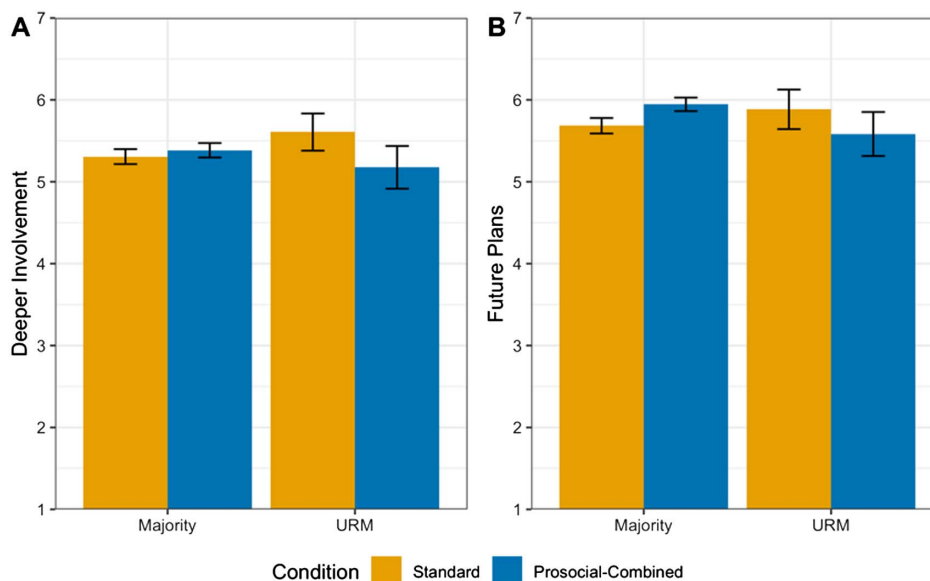 A
Deeper Involvement
7
6
5
4
3
2
1
Majority URM
B
Future Plans
7
6
5
4
3
2
1
Majority URM
Condition Standard Prosocial-Combined